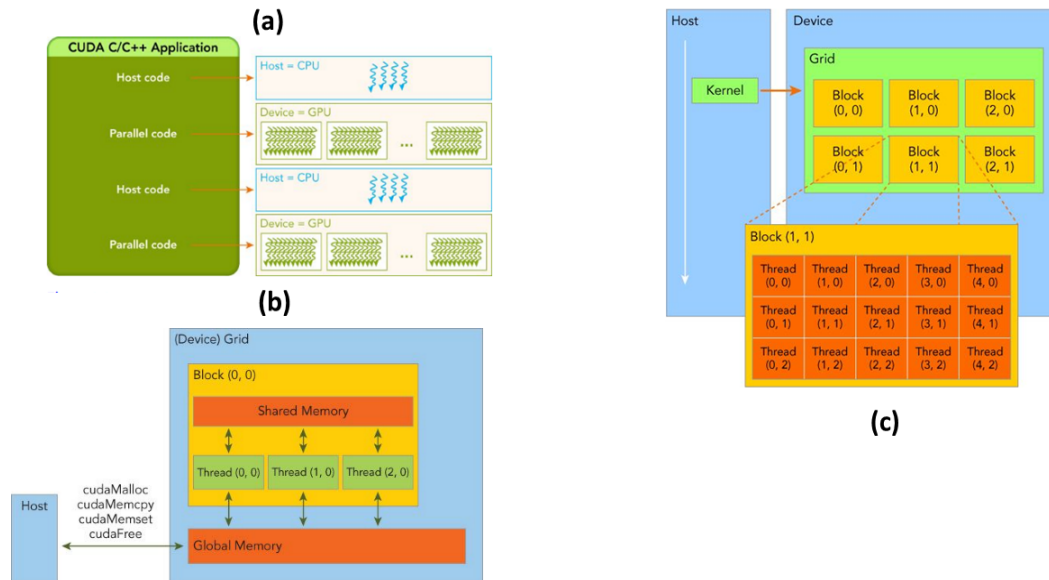 (a)
CUDA C/C++ Application
Host code
Parallel code
Host code
Parallel code
Host = CPU
Device = GPU
...
Host = CPU
Device = GPU
...
(b)
(Device) Grid
Block (0, 0)
Shared Memory
Thread (0, 0) Thread (1, 0) Thread (2, 0)
Global Memory
Host
cudaMalloc
cudaMemcpy
cudaMemset
cudaFree
Host
Device
Grid
Kernel
Block
(0, 0)
Block
(1, 0)
Block
(2, 0)
Block
(0, 1)
Block
(1, 1)
Block
(2, 1)
Block (1, 1)
Thread
(0, 0)
Thread
(1, 0)
Thread
(2, 0)
Thread
(3, 0)
Thread
(4, 0)
Thread
(0, 1)
Thread
(1, 1)
Thread
(2, 1)
Thread
(3, 1)
Thread
(4, 1)
Thread
(0, 2)
Thread
(1, 2)
Thread
(2, 2)
Thread
(3, 2)
Thread
(4, 2)
(c)